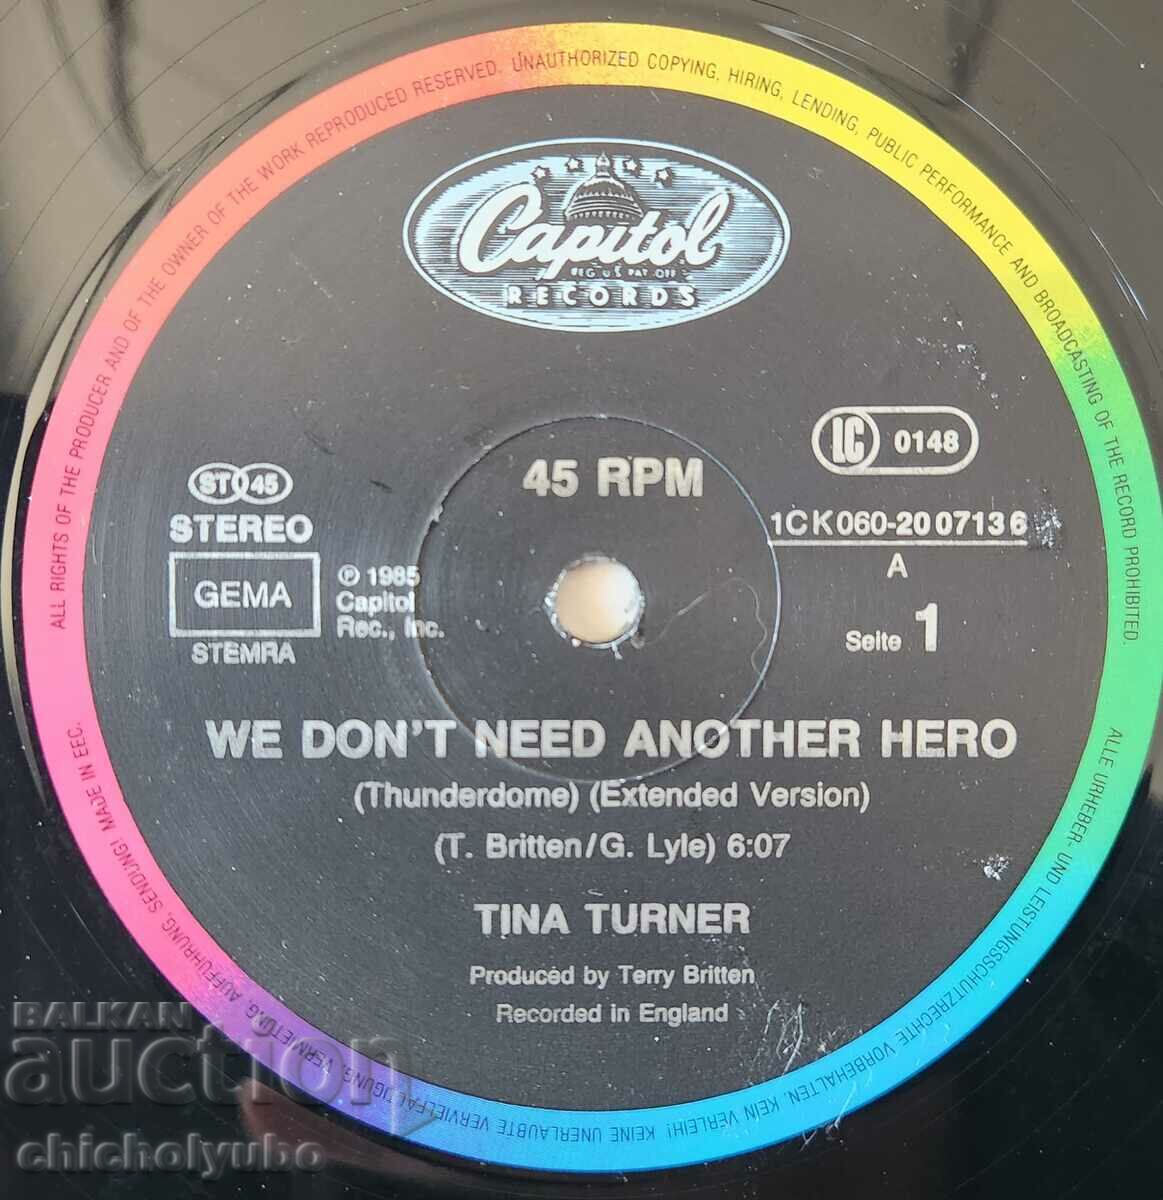 ALL RIGHTS OF THE PRODUCER AND OF THE OWNER OF THE WORK REPRODUCED RESERVED. UNAUTHORIZED COPYING, HIRING, LENDING, PUBLIC PERFORMANCE AND BROADCASTING OF THE RECORD PROHIBITED.
Capitol
REG. U.S. PAT. OFF.
RECORDS
45 RPM
LC 0148
ST 45
STEREO
GEMA
STEMRA
℗ 1985
Capitol
Rec., Inc.
1CK060-20 0713 6
A
Seite 1
WE DON'T NEED ANOTHER HERO
(Thunderdome) (Extended Version)
(T. Britten/G. Lyle) 6:07
TINA TURNER
Produced by Terry Britten
Recorded in England
ALLE URHEBER- UND LEISTUNGSSCHUTZRECHTE VORBEHALTEN. KEIN VERLEIH! KEINE UNERLAUBTE VERVIELFÄLTIGUNG, VERMIETUNG, AUFFÜHRUNG, SENDUNG! MADE IN EEC.
BALKAN
auction
chicholyubo